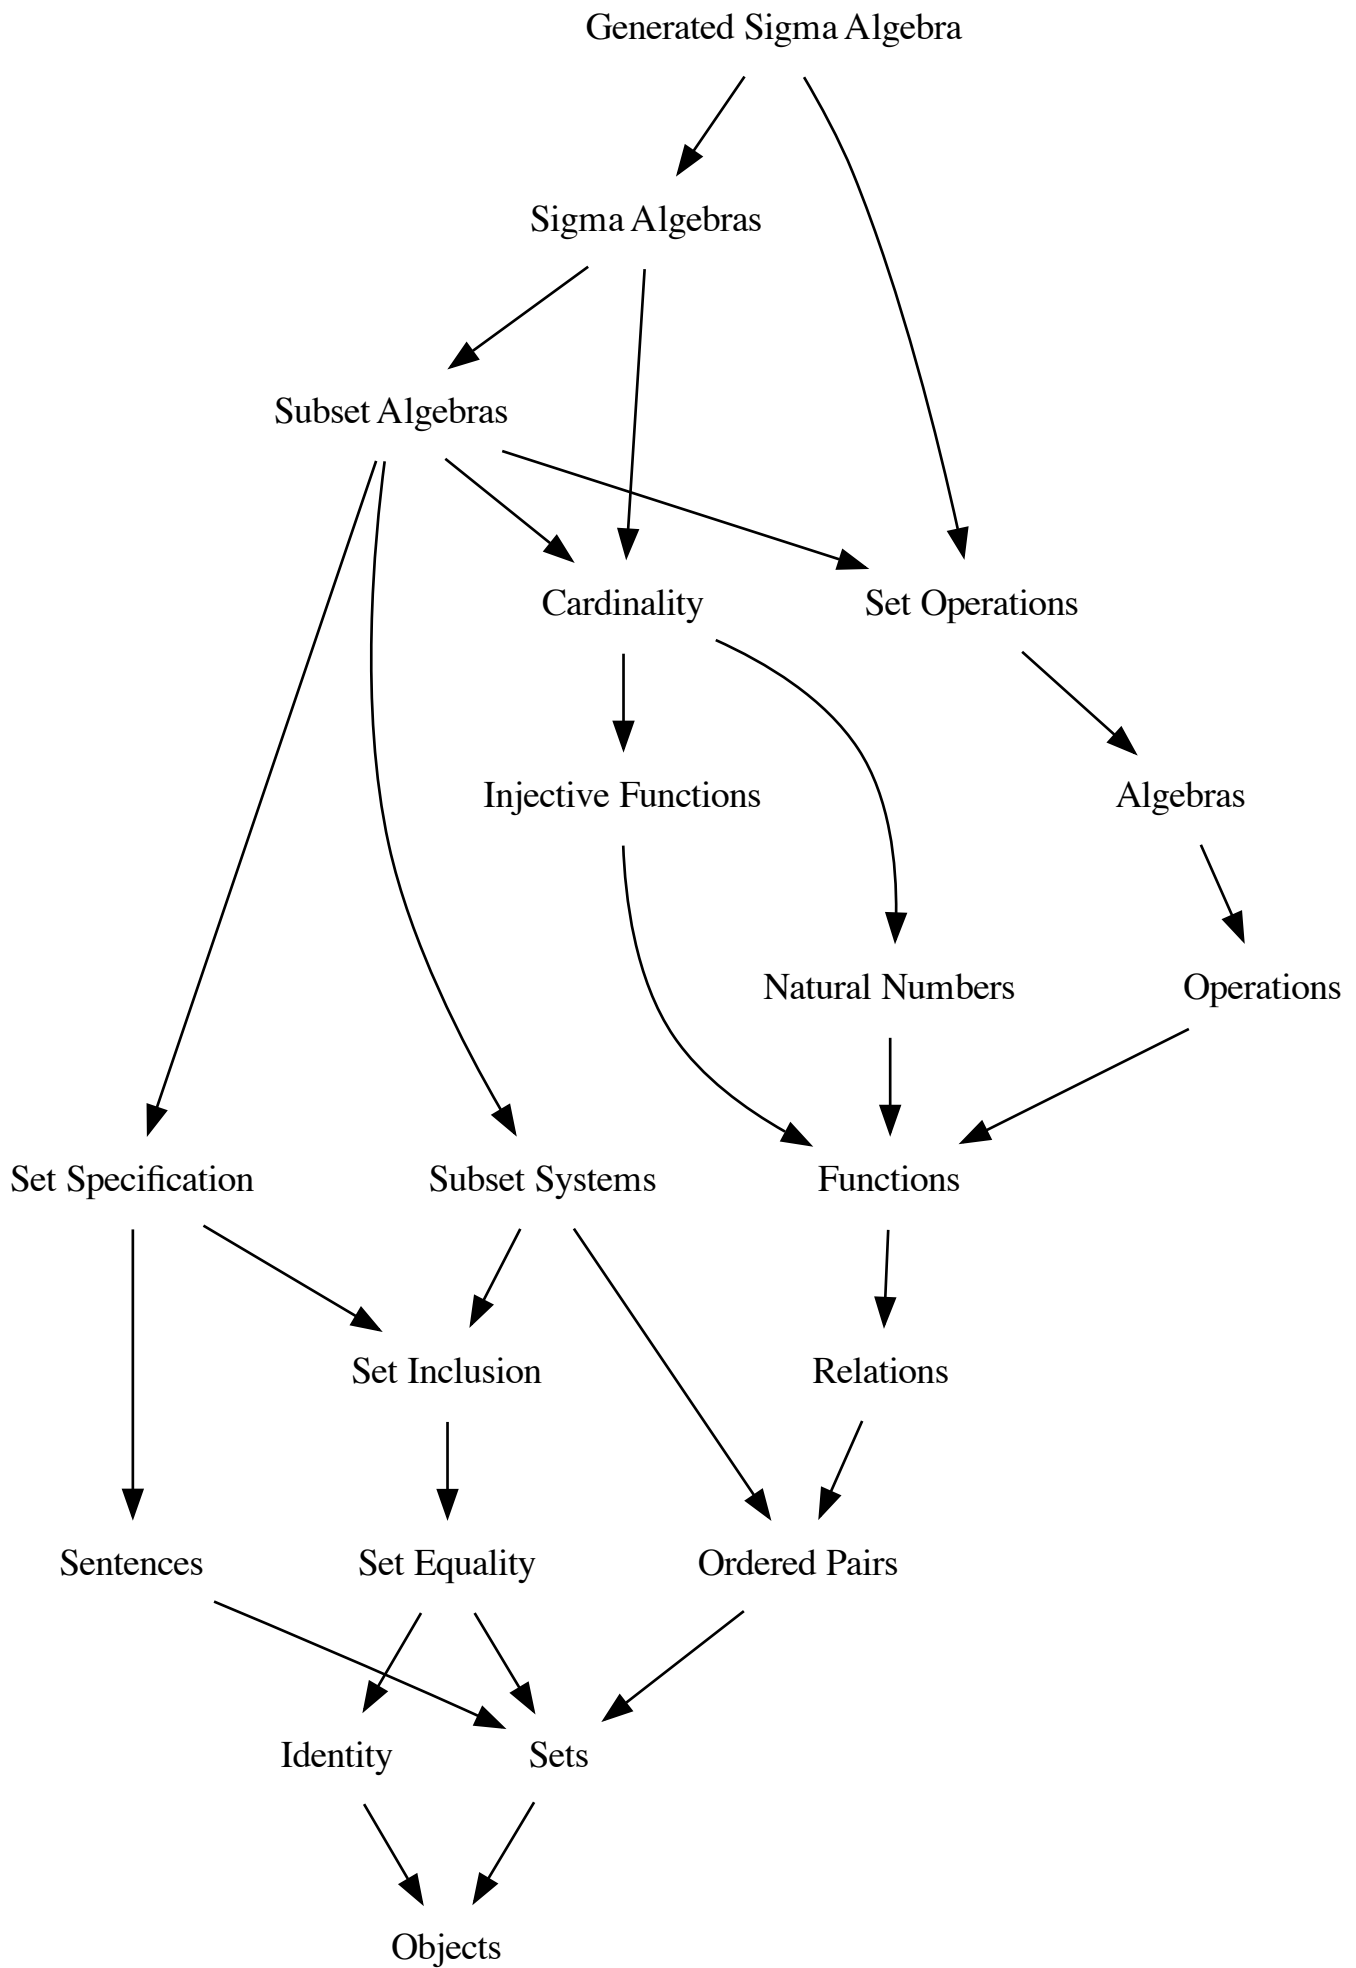 Generated Sigma Algebra
Sigma Algebras
Subset Algebras
Cardinality
Set Operations
Injective Functions
Algebras
Natural Numbers
Operations
Set Specification
Subset Systems
Functions
Set Inclusion
Relations
Sentences
Set Equality
Ordered Pairs
Identity
Sets
Objects